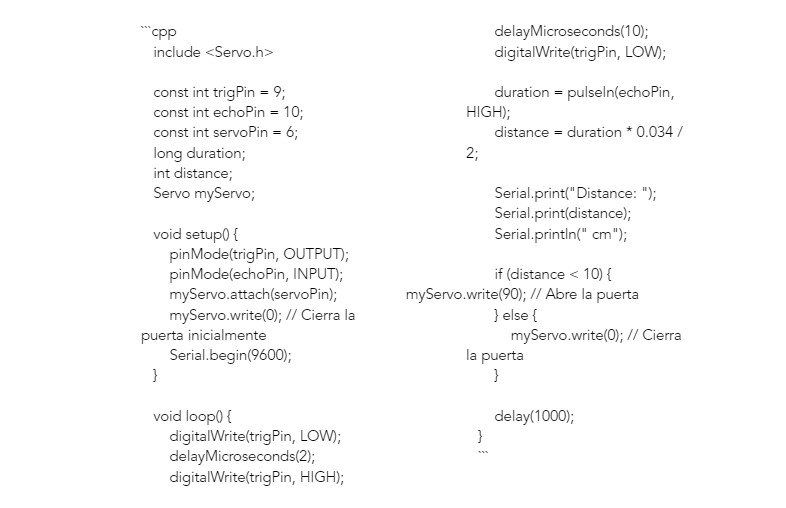 ```cpp
include <Servo.h>
const int trigPin = 9;
const int echoPin = 10;
const int servoPin = 6;
long duration;
int distance;
Servo myServo;
void setup() {
pinMode(trigPin, OUTPUT);
pinMode(echoPin, INPUT);
myServo.attach(servoPin);
myServo.write(0); // Cierra la
puerta inicialmente
Serial.begin(9600);
}
void loop() {
digitalWrite(trigPin, LOW);
delayMicroseconds(2);
digitalWrite(trigPin, HIGH);
delayMicroseconds(10);
digitalWrite(trigPin, LOW);
duration = pulseIn(echoPin,
HIGH);
distance = duration * 0.034 /
2;
Serial.print("Distance: ");
Serial.print(distance);
Serial.println(" cm");
if (distance < 10) {
myServo.write(90); // Abre la puerta
} else {
myServo.write(0); // Cierra
la puerta
}
delay(1000);
}
```